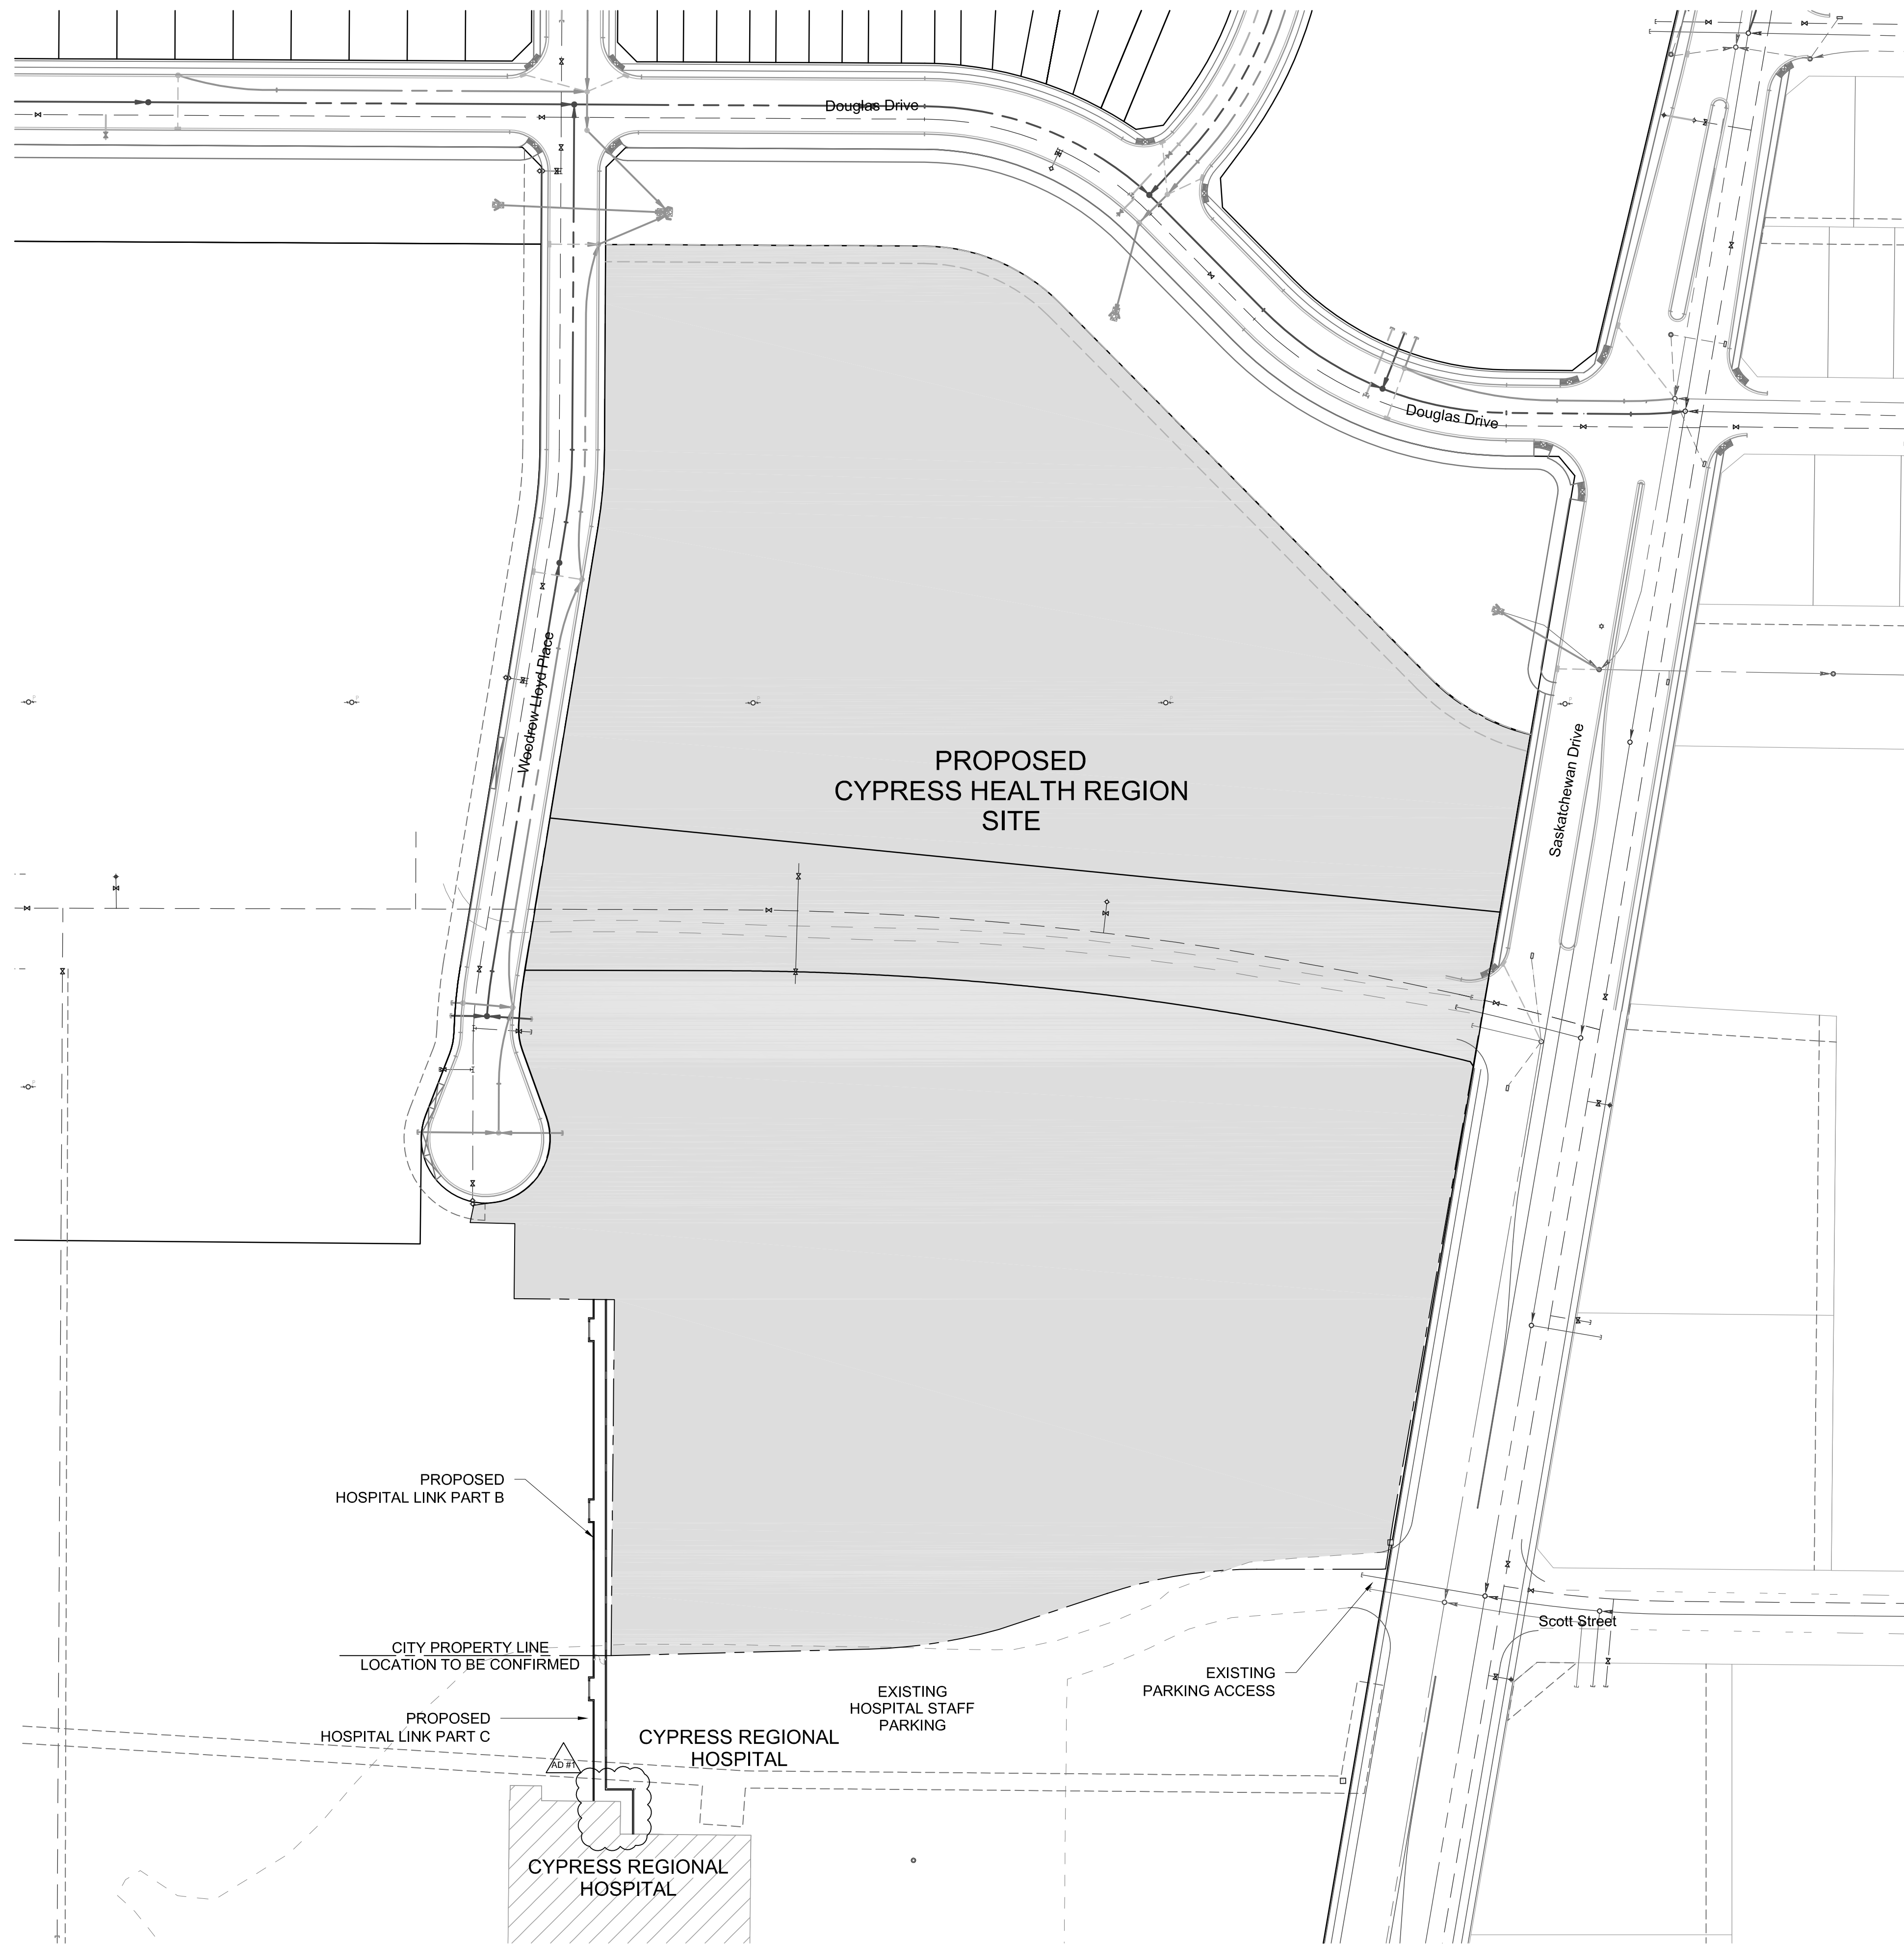 Douglas Drive
Douglas Drive
Woodrow Lloyd Place
PROPOSED
CYPRESS HEALTH REGION
SITE
Saskatchewan Drive
PROPOSED
HOSPITAL LINK PART B
Scott Street
CITY PROPERTY LINE
LOCATION TO BE CONFIRMED
EXISTING
PARKING ACCESS
EXISTING
HOSPITAL STAFF
PARKING
PROPOSED
HOSPITAL LINK PART C
CYPRESS REGIONAL
HOSPITAL
AD #1
CYPRESS REGIONAL
HOSPITAL